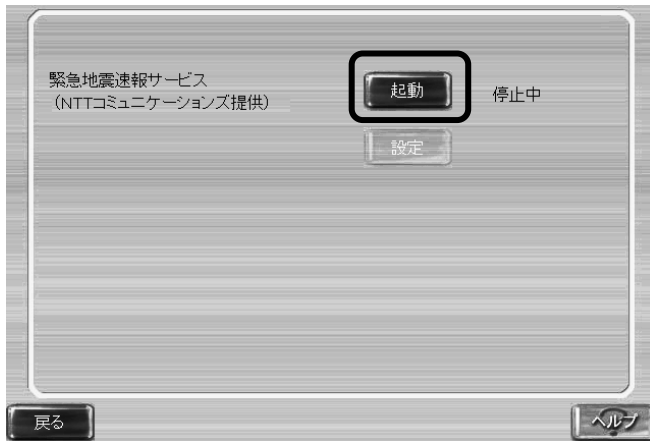 緊急地震速報サービス
（NTTコミュニケーションズ提供）
起動
停止中
設定
戻る
ヘルプ